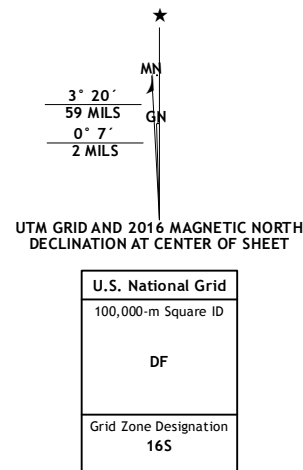 ★
MN
3° 20´
59 MILS
GN
0° 7´
2 MILS
UTM GRID AND 2016 MAGNETIC NORTH
DECLINATION AT CENTER OF SHEET
U.S. National Grid
100,000-m Square ID
DF
Grid Zone Designation
16S